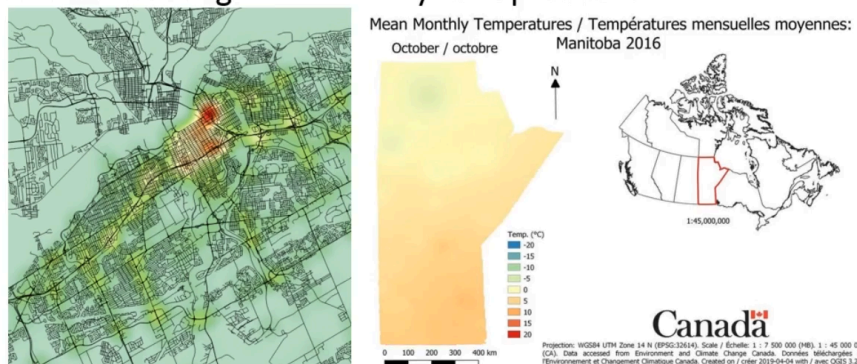 Mean Monthly Temperatures / Températures mensuelles moyennes:
Manitoba 2016
October / octobre
N
1:45,000,000
Temp. (°C)
-20
-15
-10
-5
0
5
10
15
20
0 100 200 300 400 km
Canada
Projection: WGS84 UTM Zone 14 N (EPSG:32614). Scale / Échelle: 1 : 7 500 000 (MB), 1 : 45 000
(CA). Data accessed from Environment and Climate Change Canada. Données téléchargées
l'Environnement et Changement Climatique Canada. Created on / créer 2019-04-04 with / avec QGIS 3.2